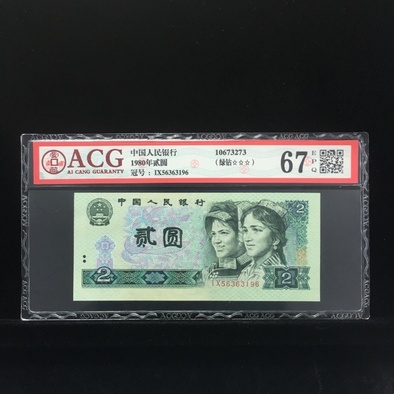 ACG
AI CANG GUARANTY
中国人民银行
1980年贰圆
冠号：IX56363196
10673273
(绿钻☆☆☆)
67
EPQ
中国人民银行
贰圆
2
2
2
IX56363196